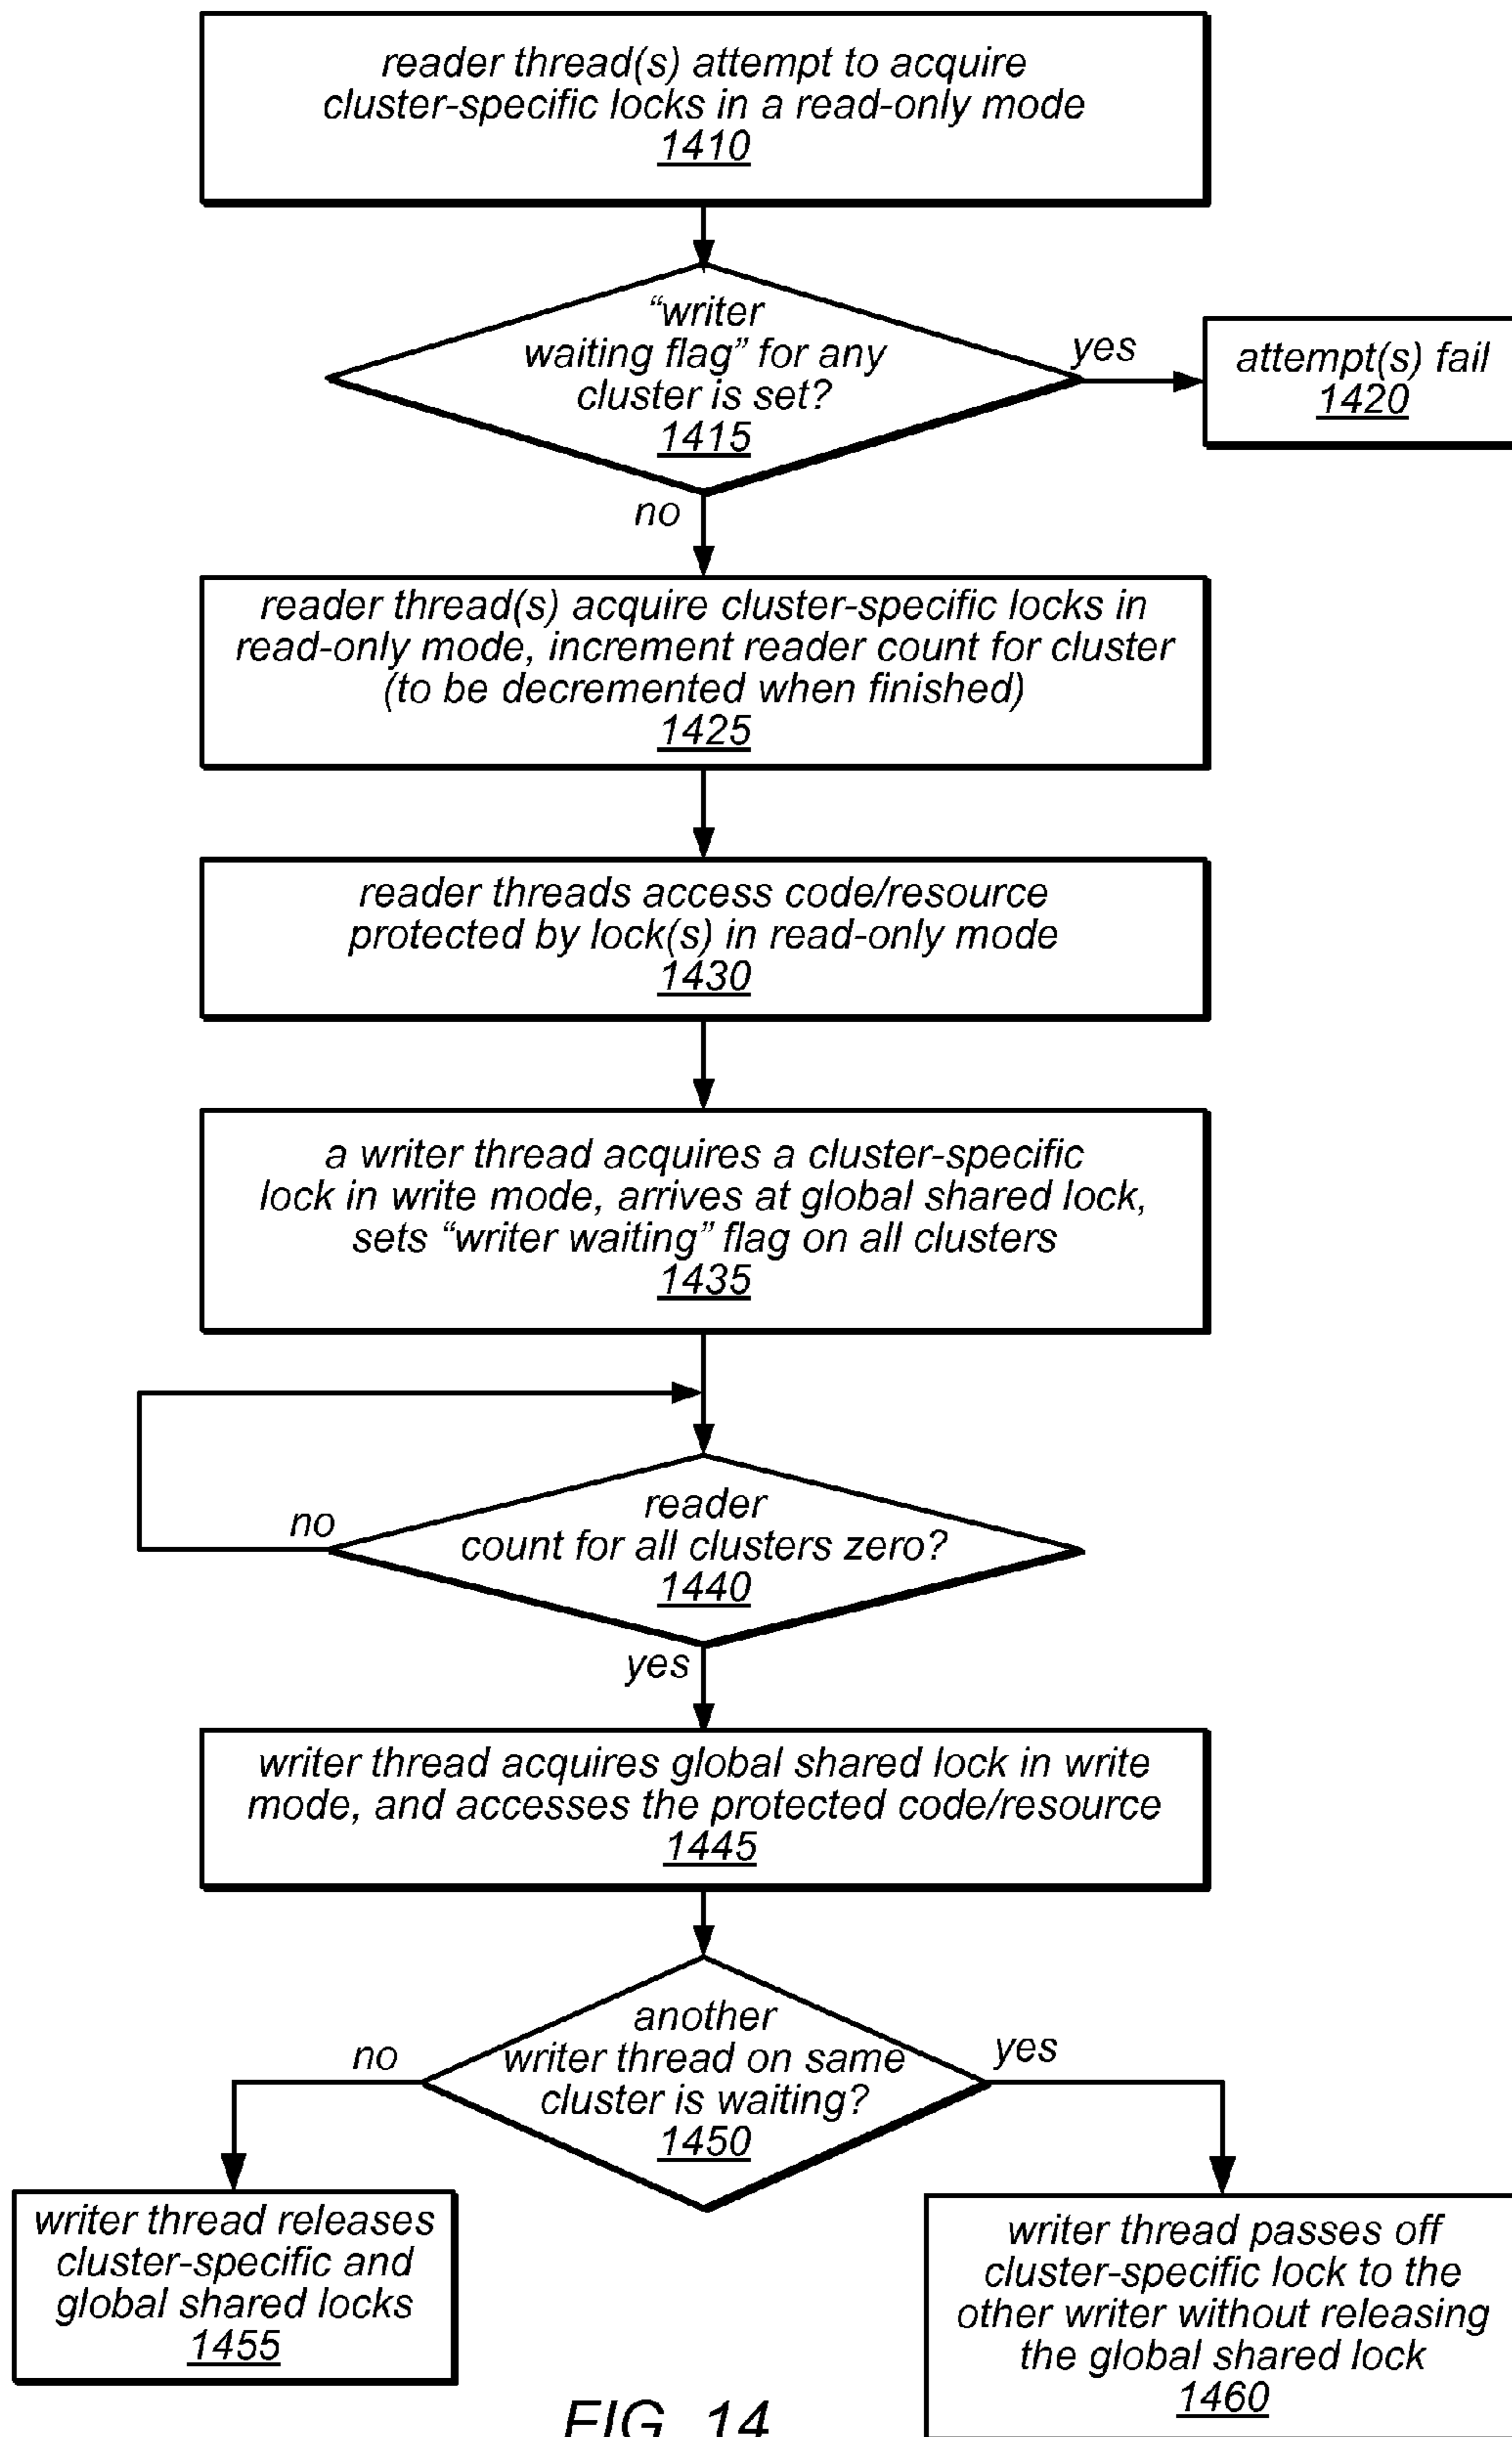 reader thread(s) attempt to acquire
cluster-specific locks in a read-only mode
1410
“writer
waiting flag” for any
cluster is set?
1415
yes
attempt(s) fail
1420
no
reader thread(s) acquire cluster-specific locks in
read-only mode, increment reader count for cluster
(to be decremented when finished)
1425
reader threads access code/resource
protected by lock(s) in read-only mode
1430
a writer thread acquires a cluster-specific
lock in write mode, arrives at global shared lock,
sets “writer waiting” flag on all clusters
1435
no
reader
count for all clusters zero?
1440
yes
writer thread acquires global shared lock in write
mode, and accesses the protected code/resource
1445
no
another
writer thread on same
cluster is waiting?
1450
yes
writer thread releases
cluster-specific and
global shared locks
1455
writer thread passes off
cluster-specific lock to the
other writer without releasing
the global shared lock
1460
FIG. 14